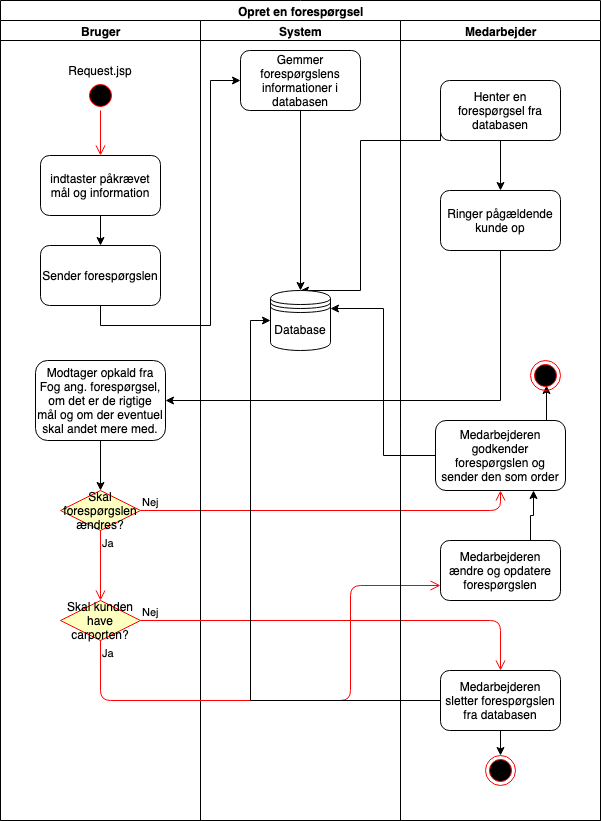 Opret en forespørgsel
Bruger
System
Medarbejder
Request.jsp
Gemmer
forespørgslens
informationer i
databasen
Henter en
forespørgsel fra
databasen
indtaster påkrævet
mål og information
Ringer pågældende
kunde op
Sender forespørgslen
Database
Modtager opkald fra
Fog ang. forespørgsel,
om det er de rigtige
mål og om der eventuel
skal andet mere med.
Medarbejderen
godkender
forespørgslen og
sender den som order
Skal
forespørgslen
ændres?
Nej
Ja
Medarbejderen
ændre og opdatere
forespørgslen
Skal kunden
have
carporten?
Nej
Ja
Medarbejderen
sletter forespørgslen
fra databasen